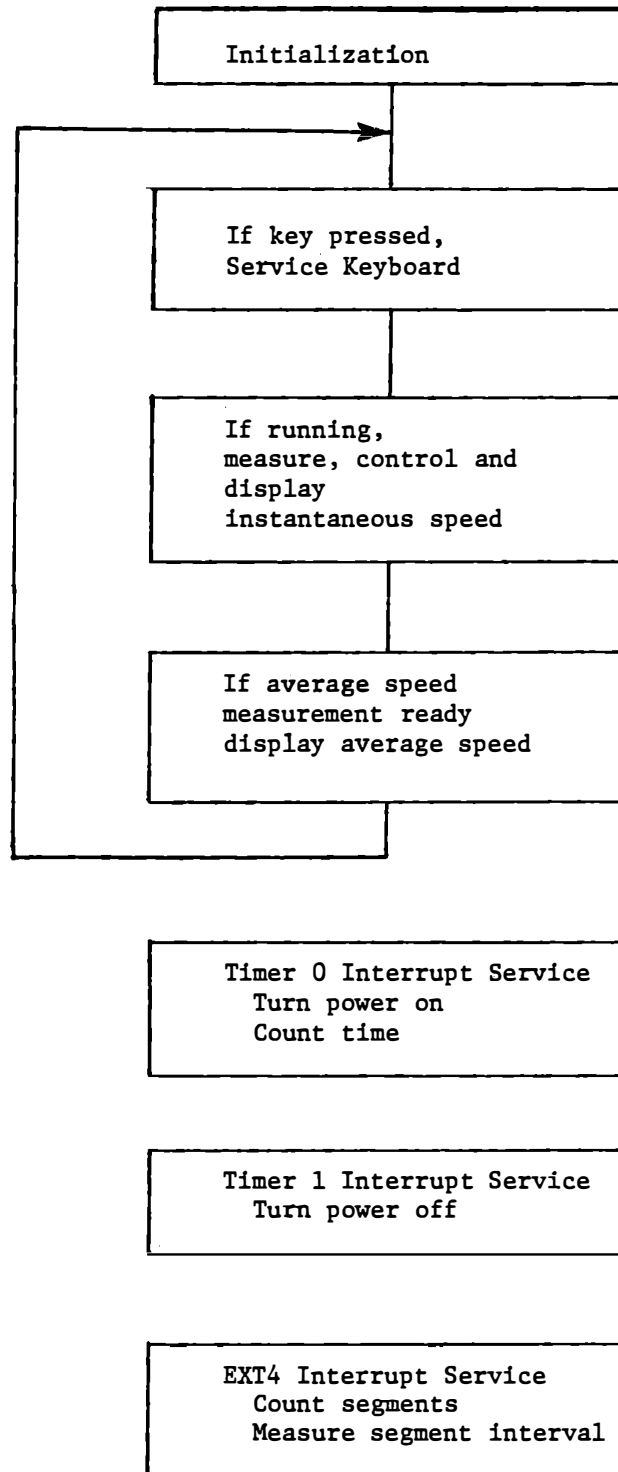 Initialization
If key pressed,
Service Keyboard
If running,
measure, control and
display
instantaneous speed
If average speed
measurement ready
display average speed
Timer 0 Interrupt Service
Turn power on
Count time
Timer 1 Interrupt Service
Turn power off
EXT4 Interrupt Service
Count segments
Measure segment interval